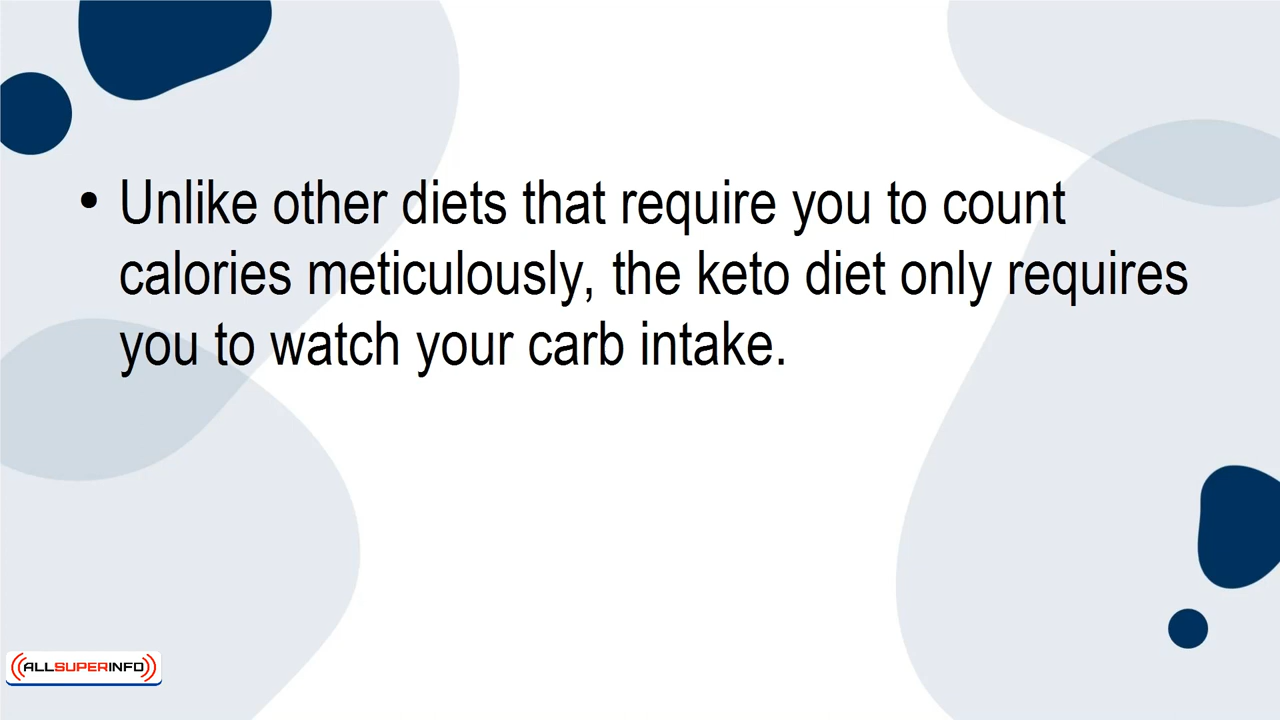 • Unlike other diets that require you to count
calories meticulously, the keto diet only requires
you to watch your carb intake.
ALLSUPERINFO